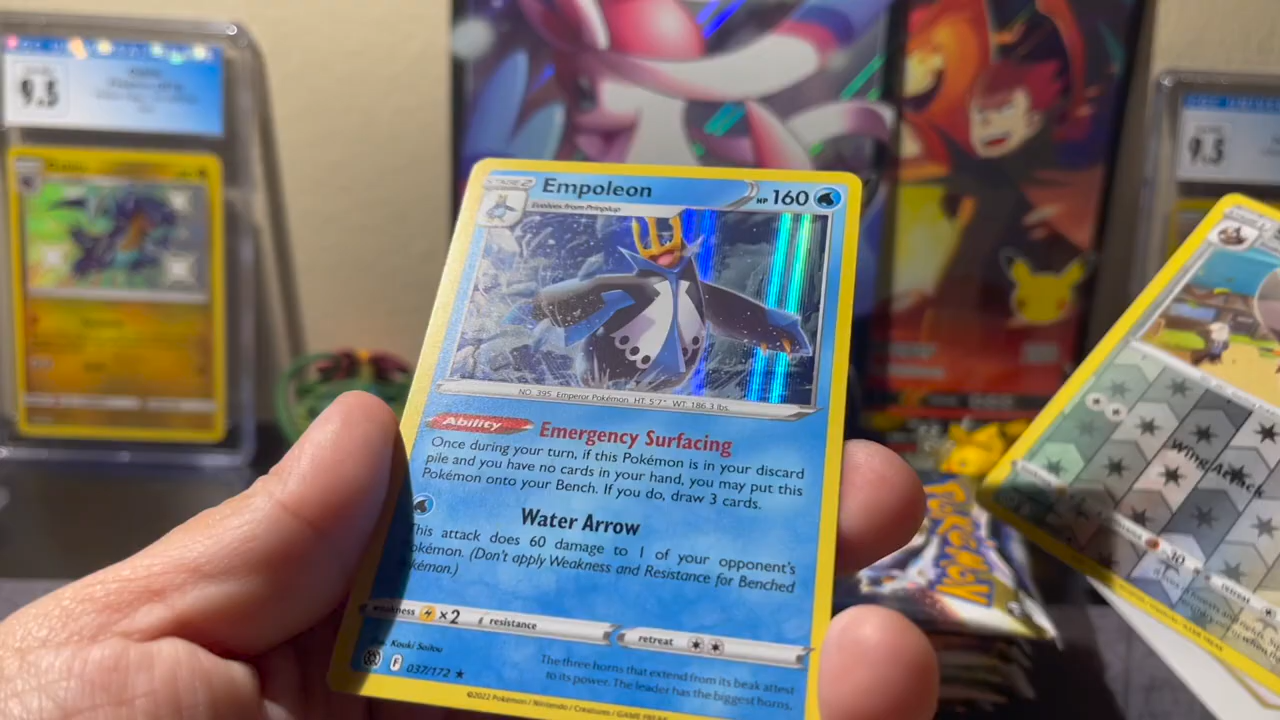 9.5
STAGE 2
Empoleon
HP 160
Evolves from Prinplup
NO. 395 Emperor Pokémon HT: 5'7" WT: 186.3 lbs.
Ability
Emergency Surfacing
Once during your turn, if this Pokémon is in your discard
pile and you have no cards in your hand, you may put this
Pokémon onto your Bench. If you do, draw 3 cards.
Water Arrow
This attack does 60 damage to 1 of your opponent's
okémon. (Don't apply Weakness and Resistance for Benched
kémon.)
weakness ×2 resistance retreat
Kouki Saitou
F 037/172 ★
The three horns that extend from its beak attest
to its power. The leader has the biggest horns.
©2022 Pokémon / Nintendo / Creatures / GAME FREAK
9.5
POKÉMON
Wing Attack
retreat